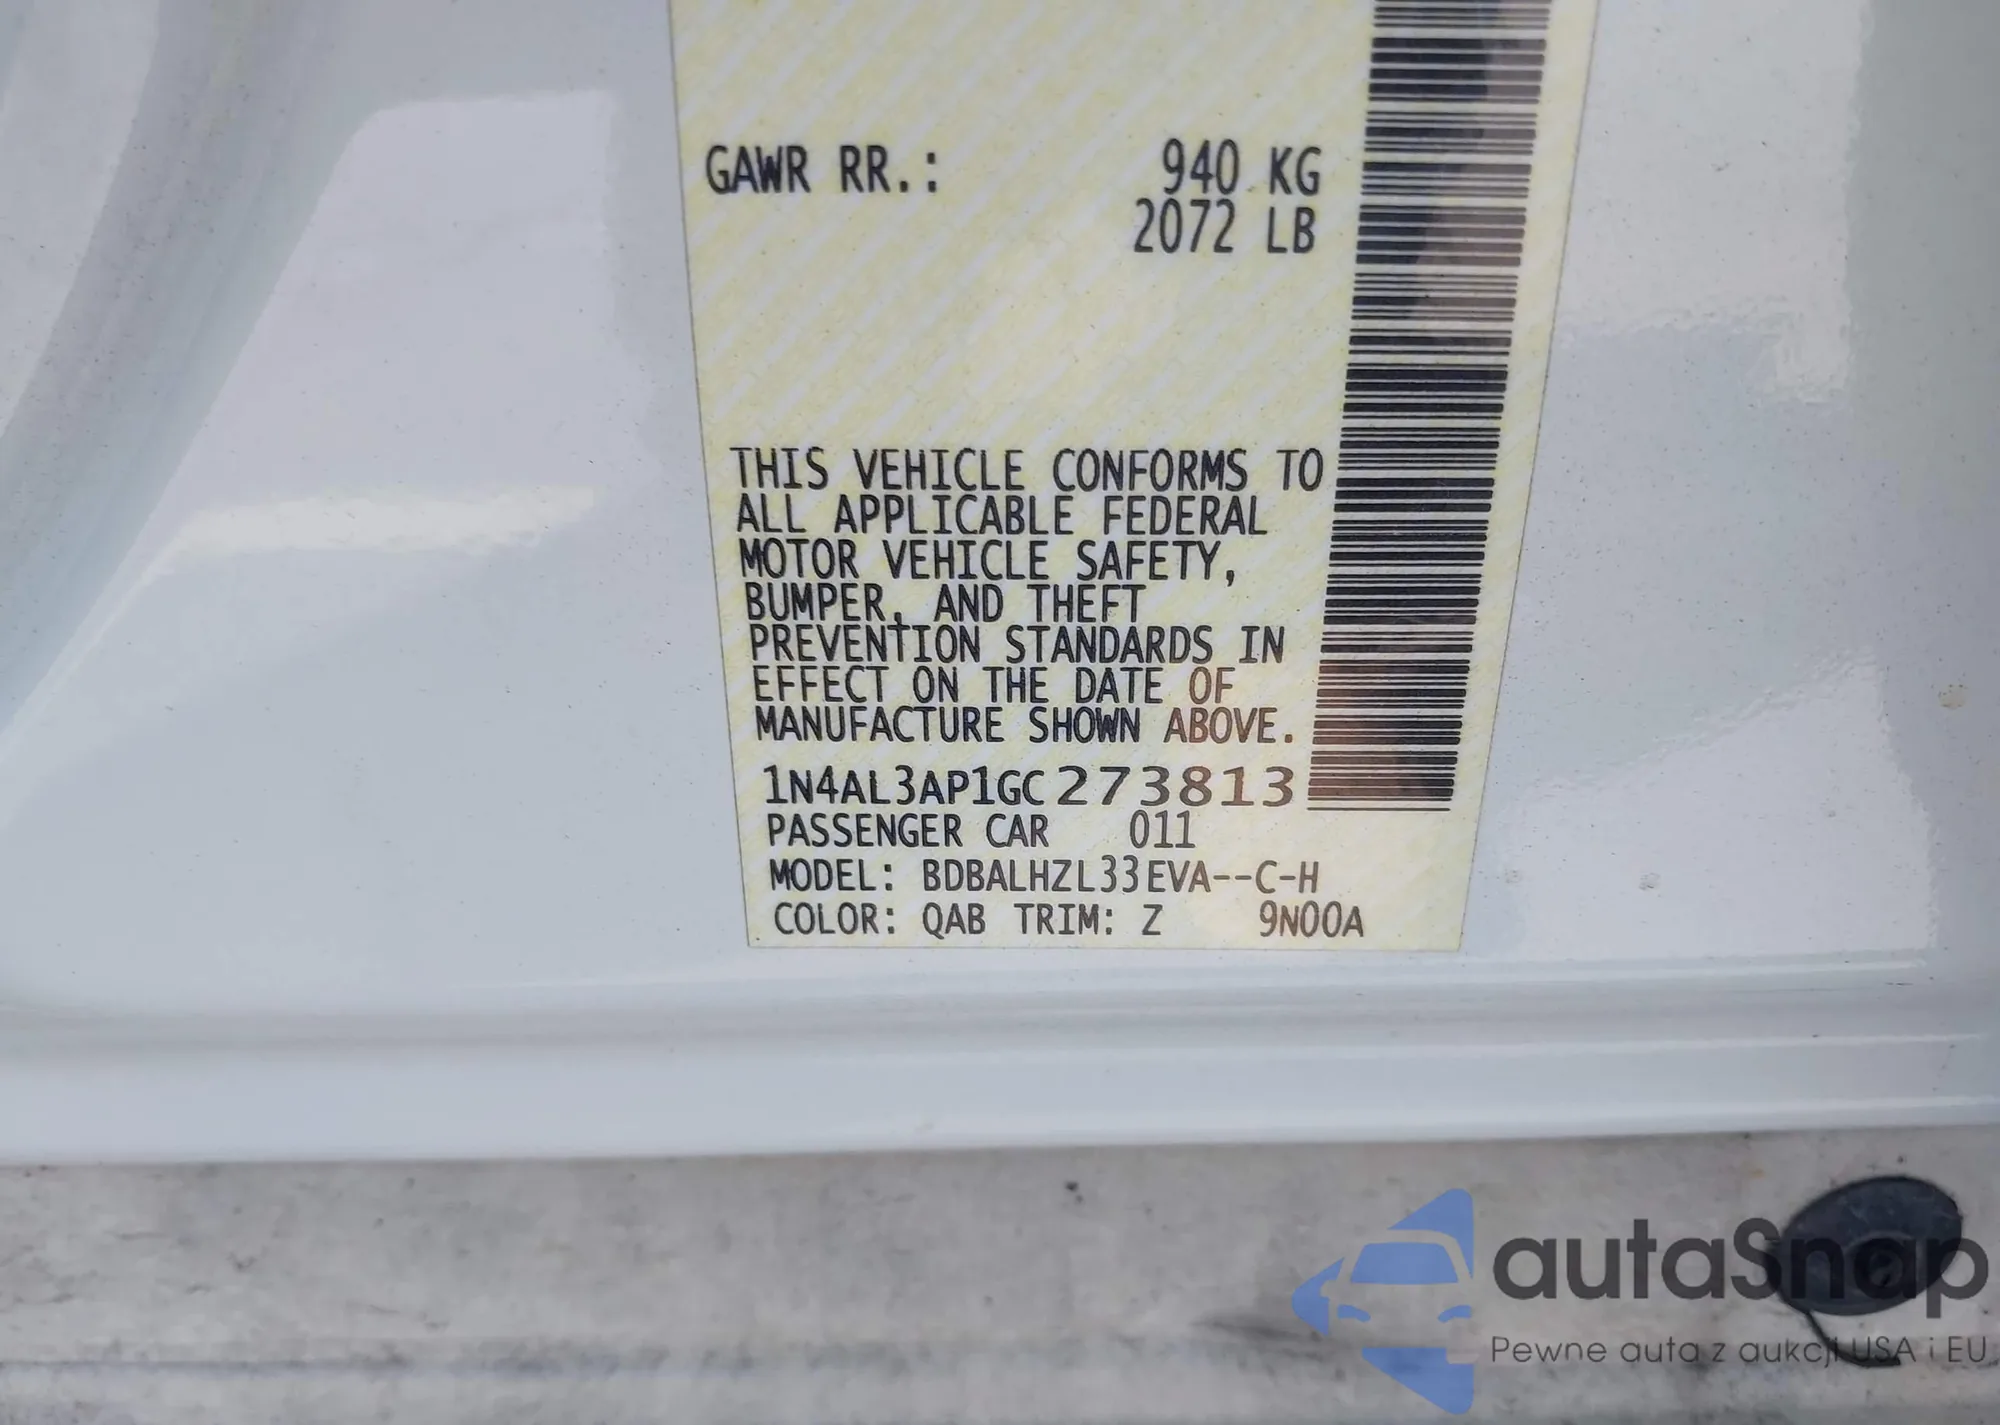 GAWR RR.: 940 KG
2072 LB
THIS VEHICLE CONFORMS TO
ALL APPLICABLE FEDERAL
MOTOR VEHICLE SAFETY,
BUMPER, AND THEFT
PREVENTION STANDARDS IN
EFFECT ON THE DATE OF
MANUFACTURE SHOWN ABOVE.
1N4AL3AP1GC273813
PASSENGER CAR 011
MODEL: BDBALHZL33EVA--C-H
COLOR: QAB TRIM: Z 9N00A
autaSnap
Pewne auta z aukcji USA i EU